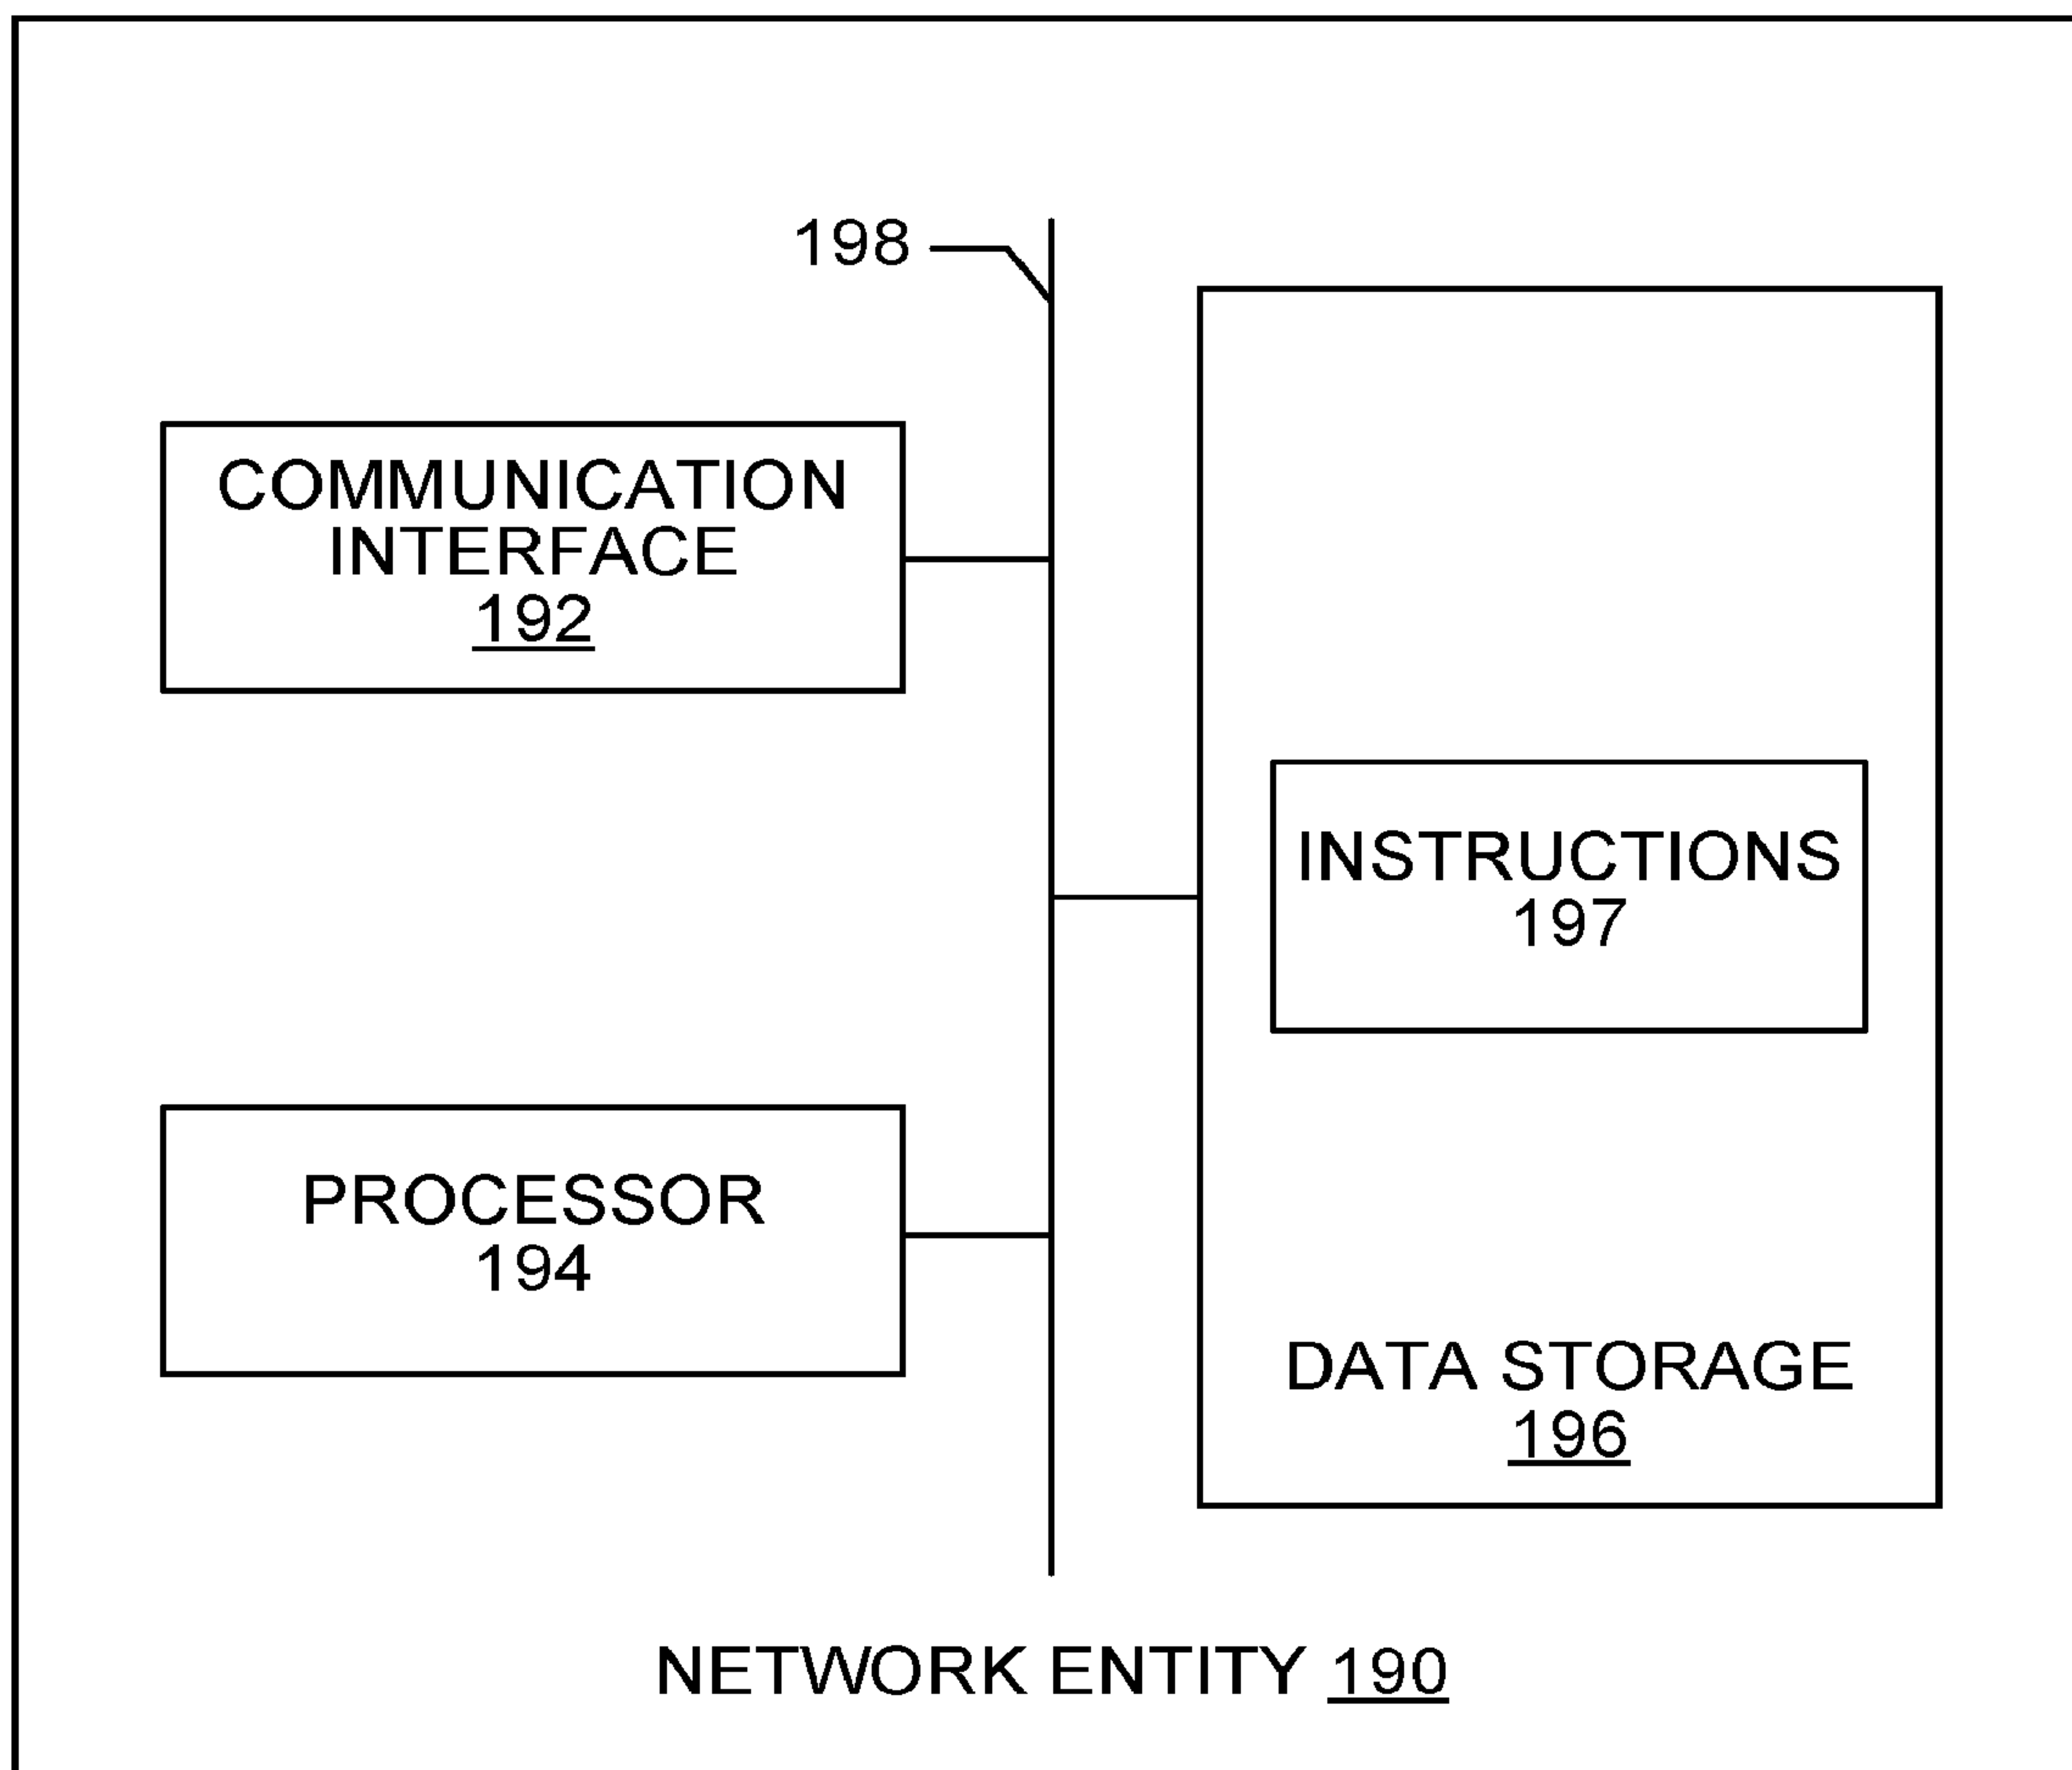 198
COMMUNICATION
INTERFACE
192
INSTRUCTIONS
197
PROCESSOR
194
DATA STORAGE
196
NETWORK ENTITY 190